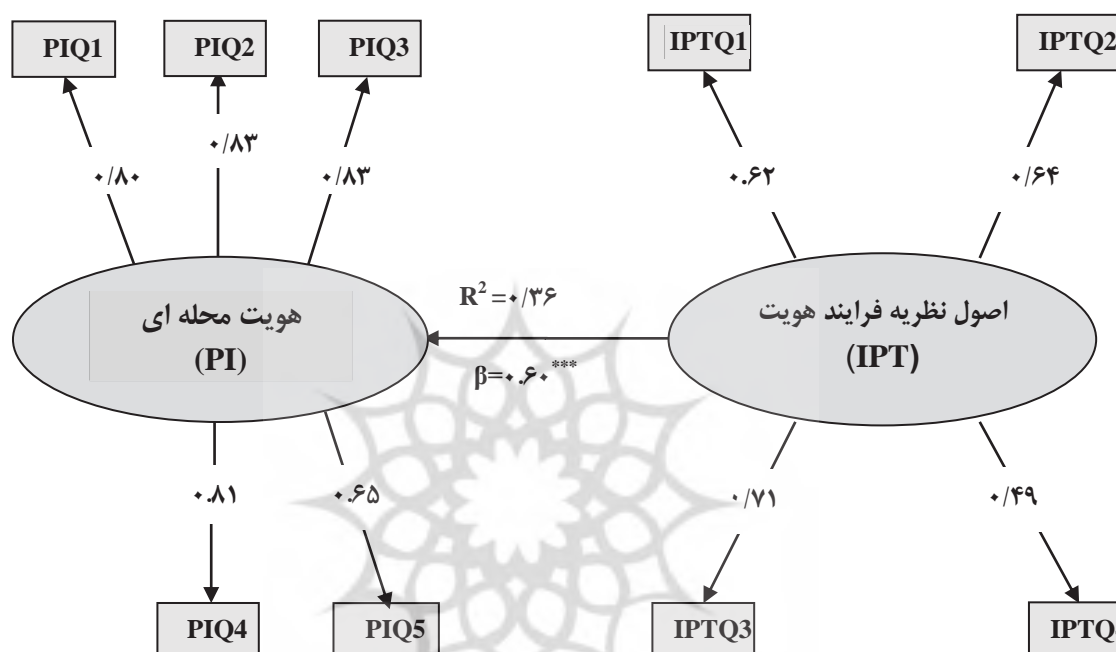 PIQ1
PIQ2
PIQ3
IPTQ1
IPTQ2
۰/۸۰
۰/۸۳
۰/۸۳
۰.۶۲
۰/۶۴
هویت محله ای
(PI)
R² =۰/۳۶
β=۰.۶۰***
اصول نظریه فرایند هویت
(IPT)
۰.۸۱
۰.۶۵
۰/۷۱
۰/۴۹
PIQ4
PIQ5
IPTQ3
IPTQ